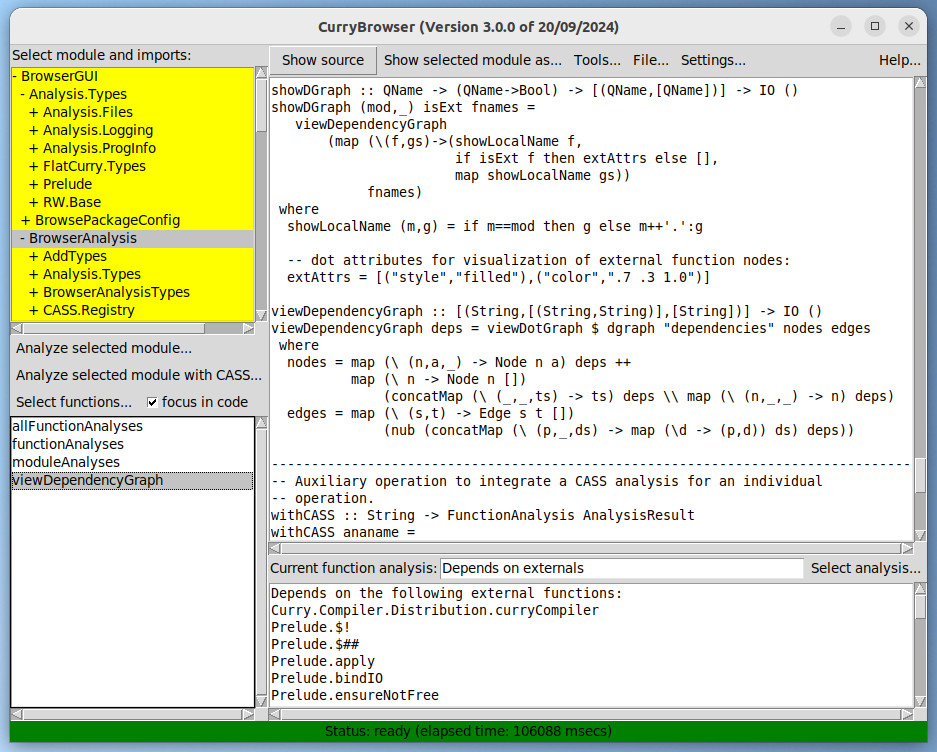 CurryBrowser (Version 3.0.0 of 20/09/2024)
Select module and imports:
- BrowserGUI
- Analysis.Types
+ Analysis.Files
+ Analysis.Logging
+ Analysis.ProgInfo
+ FlatCurry.Types
+ Prelude
+ RW.Base
+ BrowsePackageConfig
- BrowserAnalysis
+ AddTypes
+ Analysis.Types
+ BrowserAnalysisTypes
+ CASS.Registry
Analyze selected module...
Analyze selected module with CASS...
Select functions... focus in code
allFunctionAnalyses
functionAnalyses
moduleAnalyses
viewDependencyGraph
Show source Show selected module as... Tools... File... Settings... Help...
showDGraph :: QName -> (QName->Bool) -> [(QName,[QName])] -> IO ()
showDGraph (mod,_) isExt fnames =
   viewDependencyGraph
       (map (\(f,gs)->(showLocalName f,
                       if isExt f then extAttrs else [],
                       map showLocalName gs))
            fnames)
 where
  showLocalName (m,g) = if m==mod then g else m++'.':g
  -- dot attributes for visualization of external function nodes:
  extAttrs = [("style","filled"),("color",".7 .3 1.0")]
viewDependencyGraph :: [(String,[(String,String)],[String])] -> IO ()
viewDependencyGraph deps = viewDotGraph $ dgraph "dependencies" nodes edges
 where
  nodes = map (\ (n,a,_) -> Node n a) deps ++
          map (\ n -> Node n [])
              (concatMap (\ (_,_,ts) -> ts) deps \\ map (\ (n,_,_) -> n) deps)
  edges = map (\ (s,t) -> Edge s t [])
              (nub (concatMap (\ (p,_,ds) -> map (\d -> (p,d)) ds) deps))
--------------------------------------------------------------------------------
-- Auxiliary operation to integrate a CASS analysis for an individual
-- operation.
withCASS :: String -> FunctionAnalysis AnalysisResult
withCASS ananame =
Current function analysis: Depends on externals Select analysis...
Depends on the following external functions:
Curry.Compiler.Distribution.curryCompiler
Prelude.$!
Prelude.$##
Prelude.apply
Prelude.bindIO
Prelude.ensureNotFree
Status: ready (elapsed time: 106088 msecs)